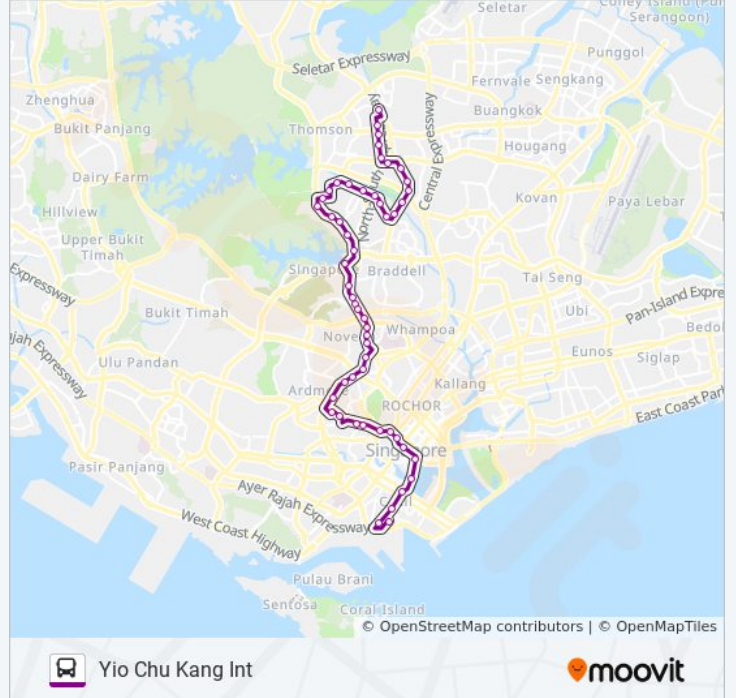 Seletar
Coney Island (Pul
Serangoon)
Seletar Expressway
Punggol
Zhenghua
Fernvale Sengkang
Buangkok
Bukit Panjang
Thomson
Central Expressway
Hougang
Dairy Farm
North-South
Kovan
Paya Lebar
Hillview
Upper Bukit
Timah
Expressway
Singap
Braddell
Tai Seng
Pan-Island Expre
Bukit Timah
Ubi
Nove
Whampoa
Bedo
ajah Expressway
Eunos
Siglap
Ulu Pandan
Kallang
Ardm
ROCHOR
East Coast Park
Singapore
Pasir Panjang
Ayer Rajah Expressway
West Coast Highway
Pulau Brani
Sentosa
Coral Island
© OpenStreetMap contributors | © OpenMapTiles
Yio Chu Kang Int
moovit